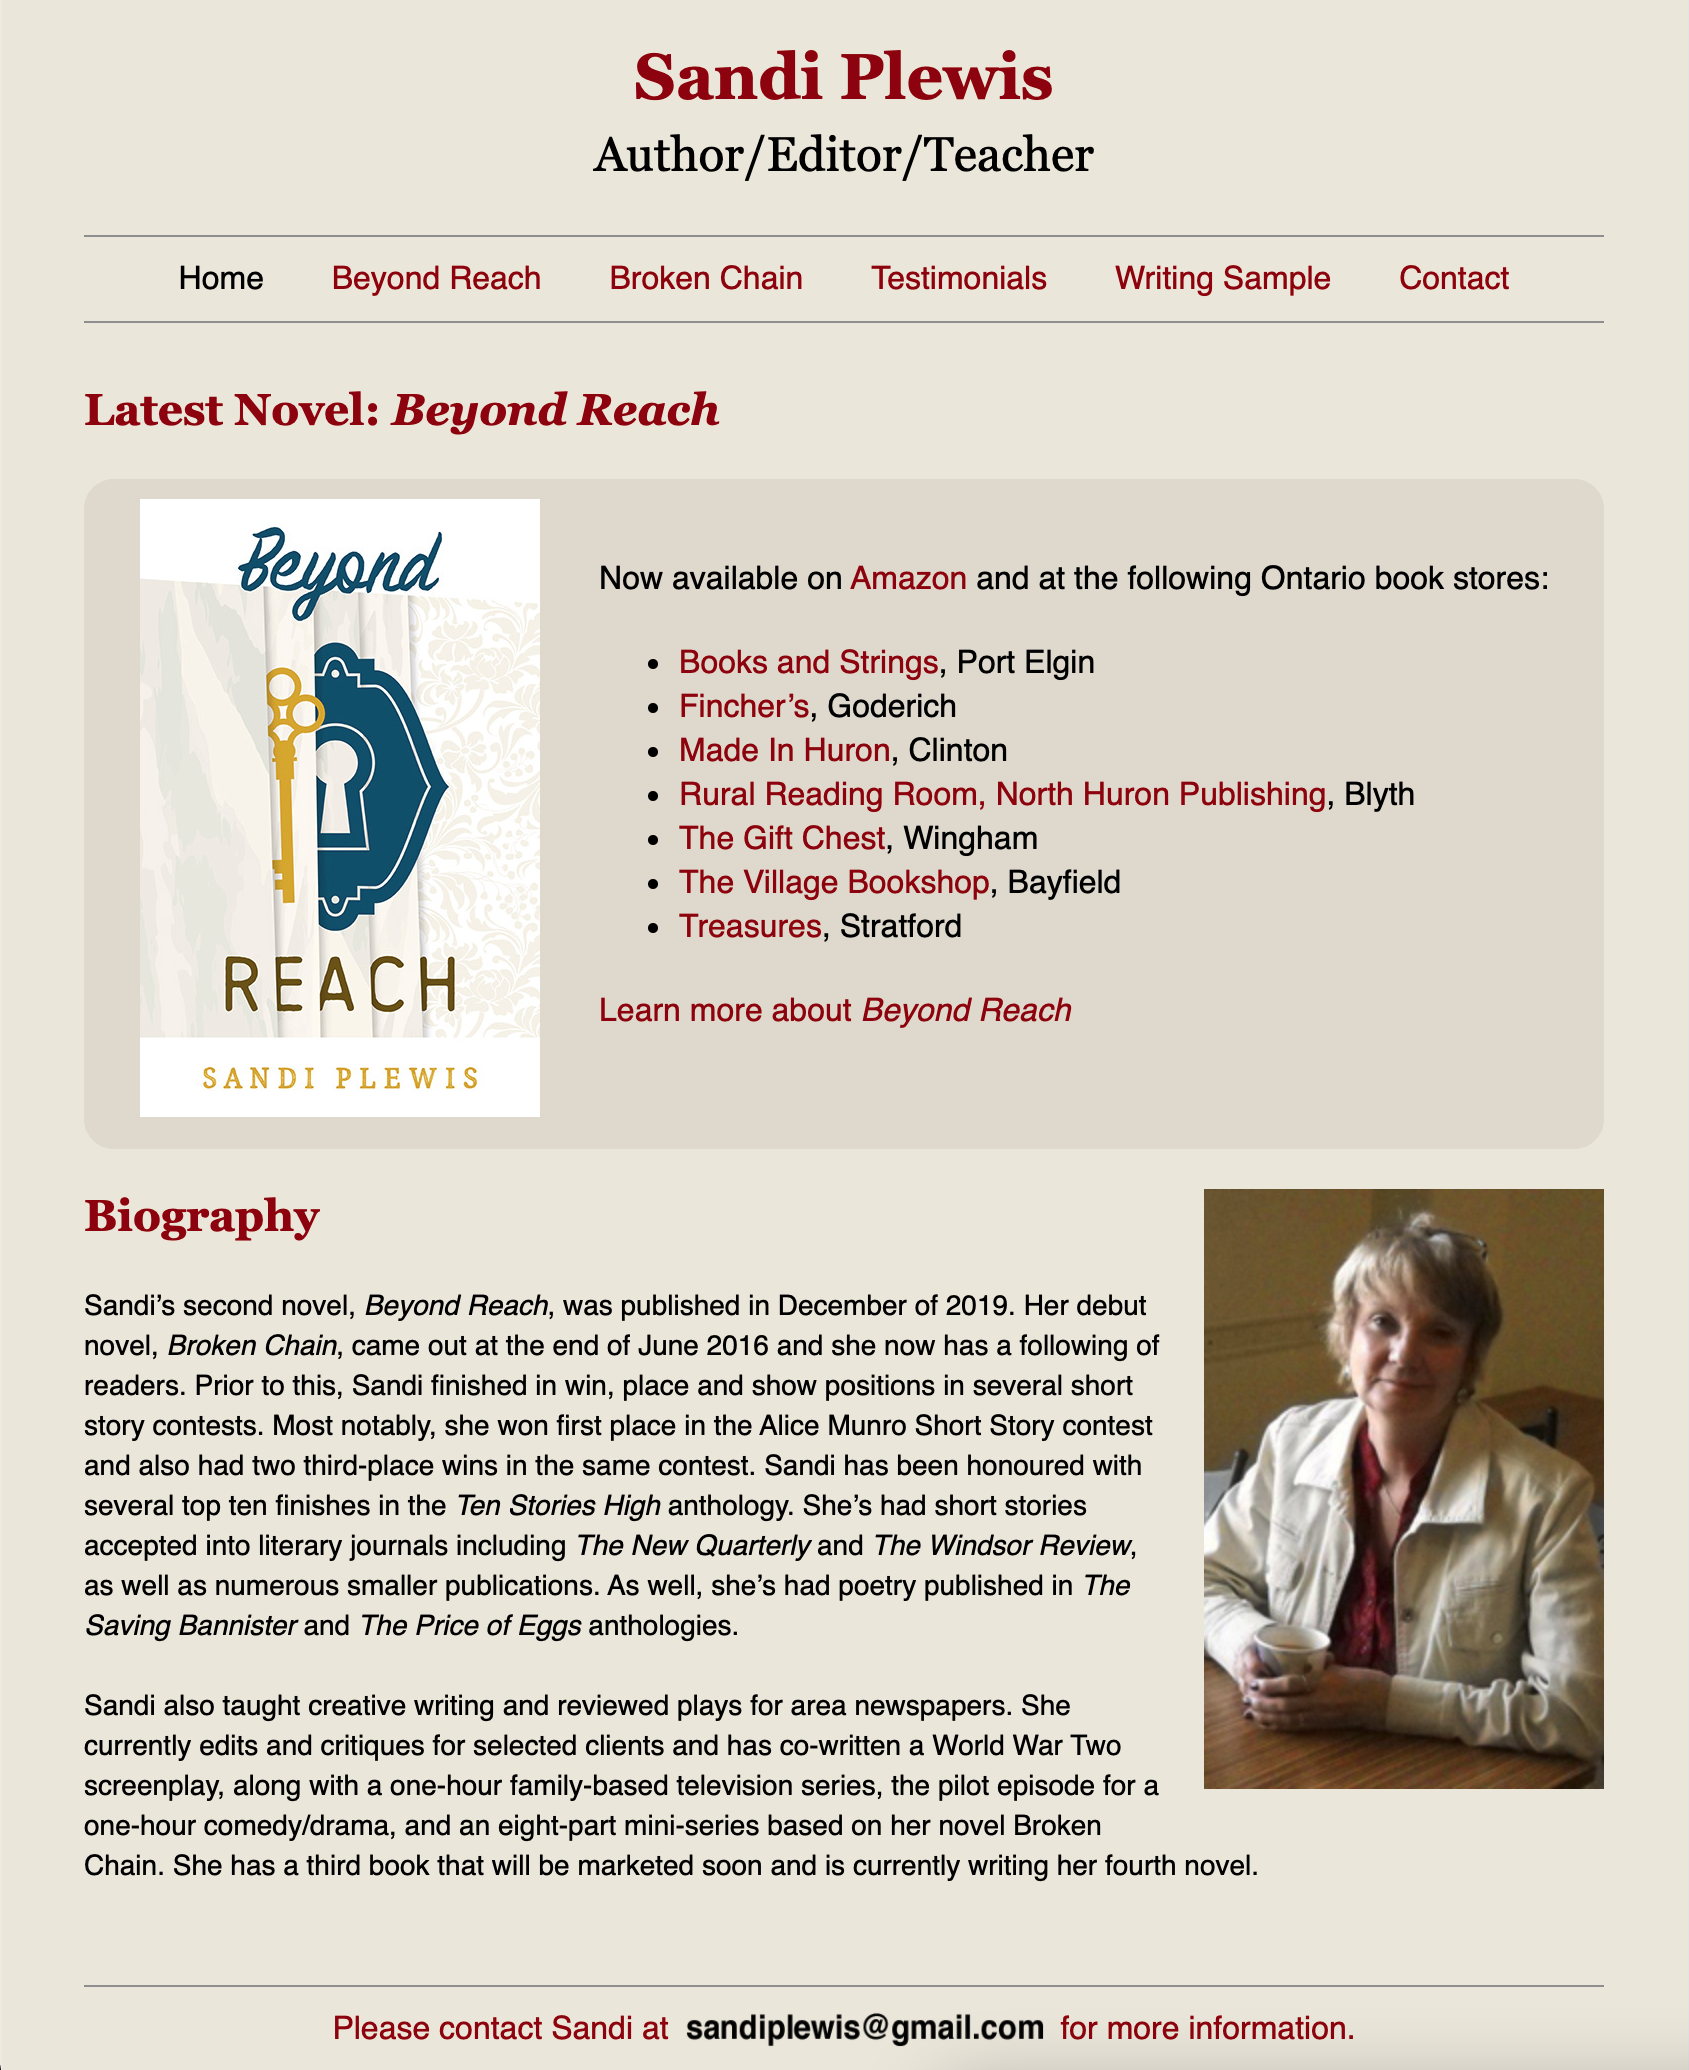 Sandi Plewis
Author/Editor/Teacher
Home Beyond Reach Broken Chain Testimonials Writing Sample Contact
Latest Novel: Beyond Reach
Beyond
REACH
SANDI PLEWIS
Now available on Amazon and at the following Ontario book stores:
• Books and Strings, Port Elgin
• Fincher’s, Goderich
• Made In Huron, Clinton
• Rural Reading Room, North Huron Publishing, Blyth
• The Gift Chest, Wingham
• The Village Bookshop, Bayfield
• Treasures, Stratford
Learn more about Beyond Reach
Biography
Sandi’s second novel, Beyond Reach, was published in December of 2019. Her debut
novel, Broken Chain, came out at the end of June 2016 and she now has a following of
readers. Prior to this, Sandi finished in win, place and show positions in several short
story contests. Most notably, she won first place in the Alice Munro Short Story contest
and also had two third-place wins in the same contest. Sandi has been honoured with
several top ten finishes in the Ten Stories High anthology. She’s had short stories
accepted into literary journals including The New Quarterly and The Windsor Review,
as well as numerous smaller publications. As well, she’s had poetry published in The
Saving Bannister and The Price of Eggs anthologies.
Sandi also taught creative writing and reviewed plays for area newspapers. She
currently edits and critiques for selected clients and has co-written a World War Two
screenplay, along with a one-hour family-based television series, the pilot episode for a
one-hour comedy/drama, and an eight-part mini-series based on her novel Broken
Chain. She has a third book that will be marketed soon and is currently writing her fourth novel.
Please contact Sandi at sandiplewis@gmail.com for more information.